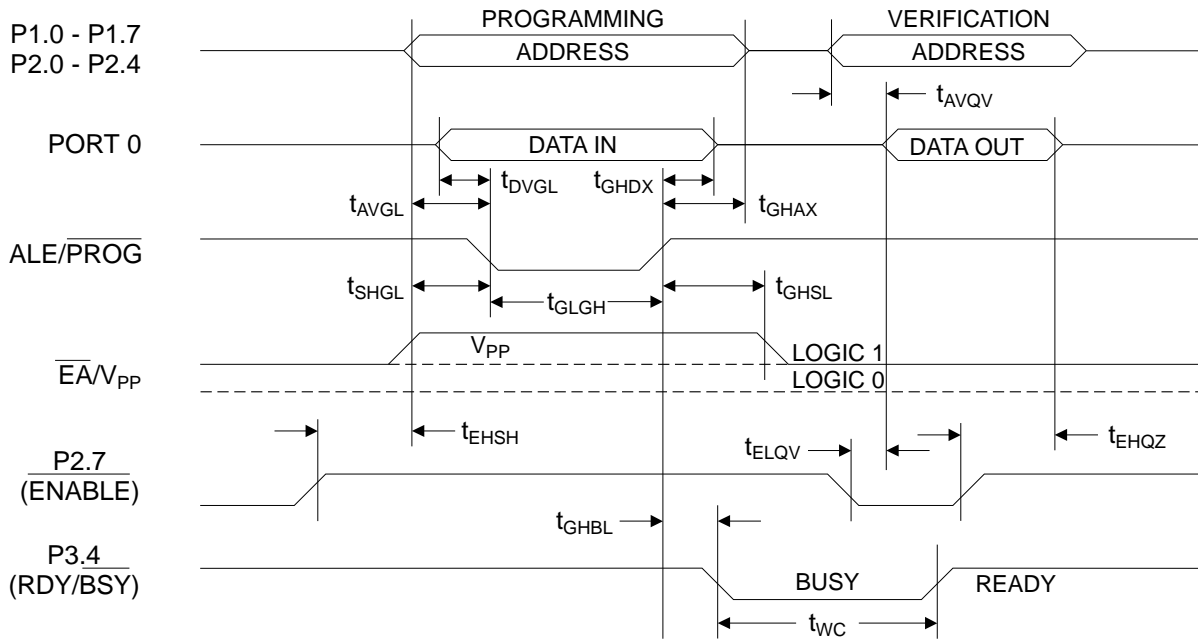 PROGRAMMING VERIFICATION
P1.0 - P1.7
P2.0 - P2.4
ADDRESS ADDRESS
tAVQV
PORT 0 DATA IN DATA OUT
tDVGL tGHDX
tAVGL tGHAX
ALE/PROG
tSHGL tGLGH tGHSL
EA/VPP VPP LOGIC 1
LOGIC 0
tEHSH tELQV tEHQZ
P2.7
(ENABLE)
tGHBL
P3.4
(RDY/BSY) BUSY READY
tWC